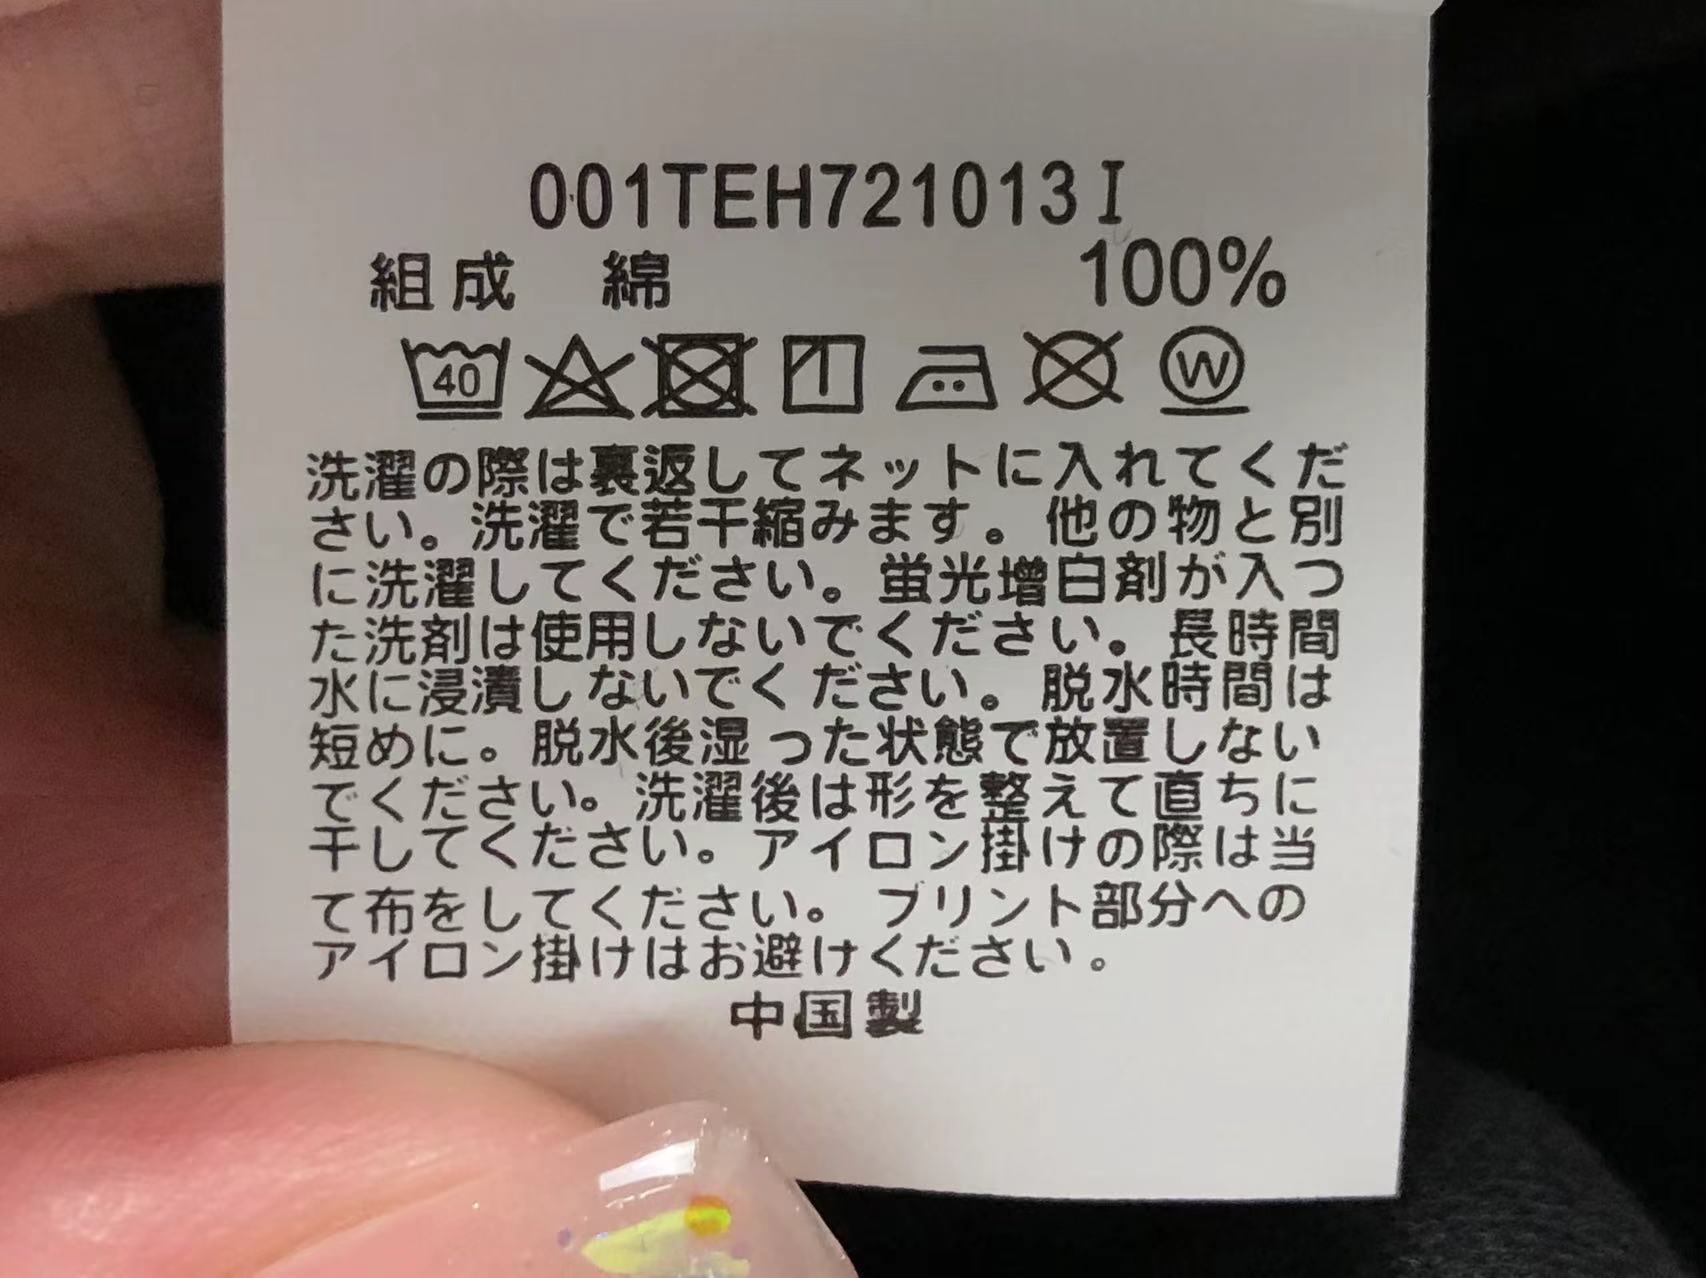 001TEH721013I
組成 綿 100%
40 W
洗濯の際は裏返してネットに入れてくだ
さい。洗濯で若干縮みます。他の物と別
に洗濯してください。蛍光増白剤が入つ
た洗剤は使用しないでください。長時間
水に浸漬しないでください。脱水時間は
短めに。脱水後湿った状態で放置しない
でください。洗濯後は形を整えて直ちに
干してください。アイロン掛けの際は当
て布をしてください。プリント部分への
アイロン掛けはお避けください。
中国製